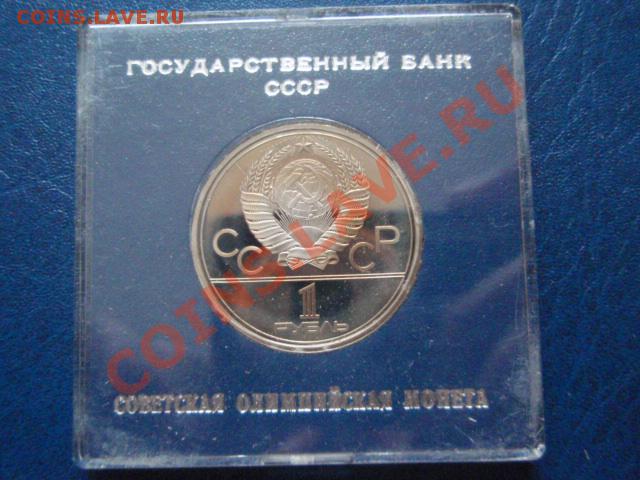 COINS.LAVE.RU
ГОСУДАРСТВЕННЫЙ БАНК
СССР
СССР
1
РУБЛЬ
СОВЕТСКАЯ ОЛИМПИЙСКАЯ МОНЕТА
COINS.LAVE.RU